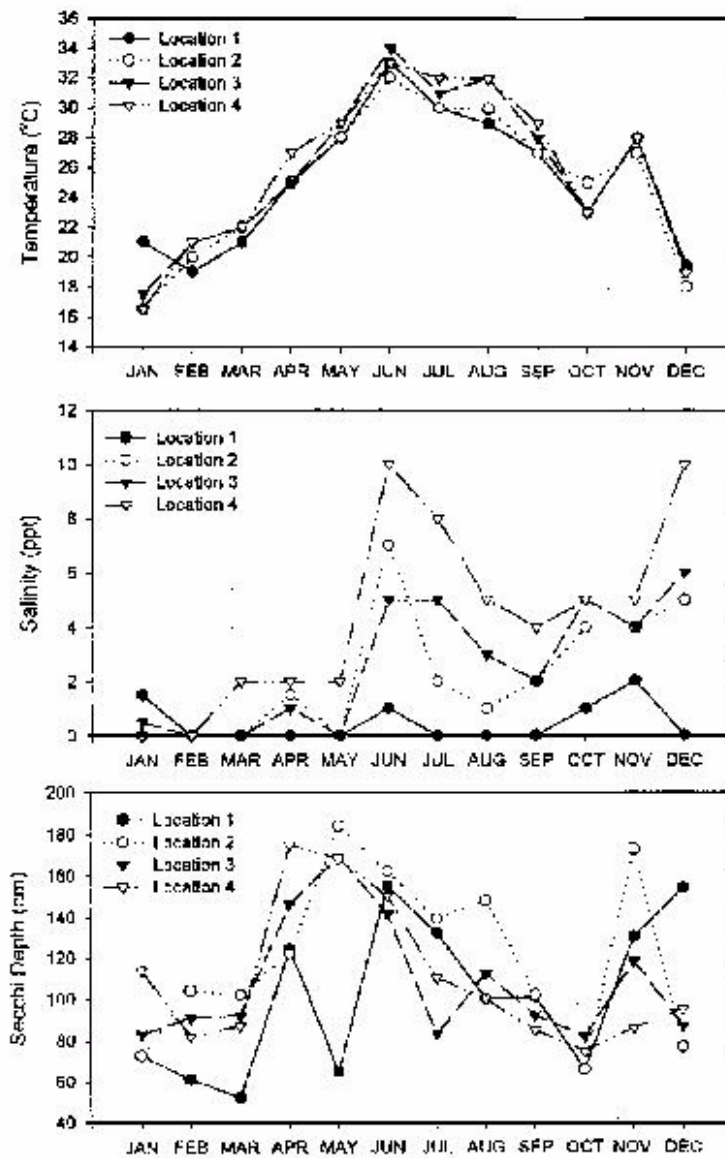 36
34
32
30
28
26
24
22
20
18
16
14
Temperature (°C)
Location 1
Location 2
Location 3
Location 4
JAN FEB MAR APR MAY JUN JUL AUG SEP OCT NOV DEC
12
10
8
6
4
2
0
Salinity (ppt)
Location 1
Location 2
Location 3
Location 4
JAN FEB MAR APR MAY JUN JUL AUG SEP OCT NOV DEC
200
180
160
140
120
100
80
60
40
Secchi Depth (cm)
Location 1
Location 2
Location 3
Location 4
JAN FEB MAR APR MAY JUN JUL AUG SEP OCT NOV DEC